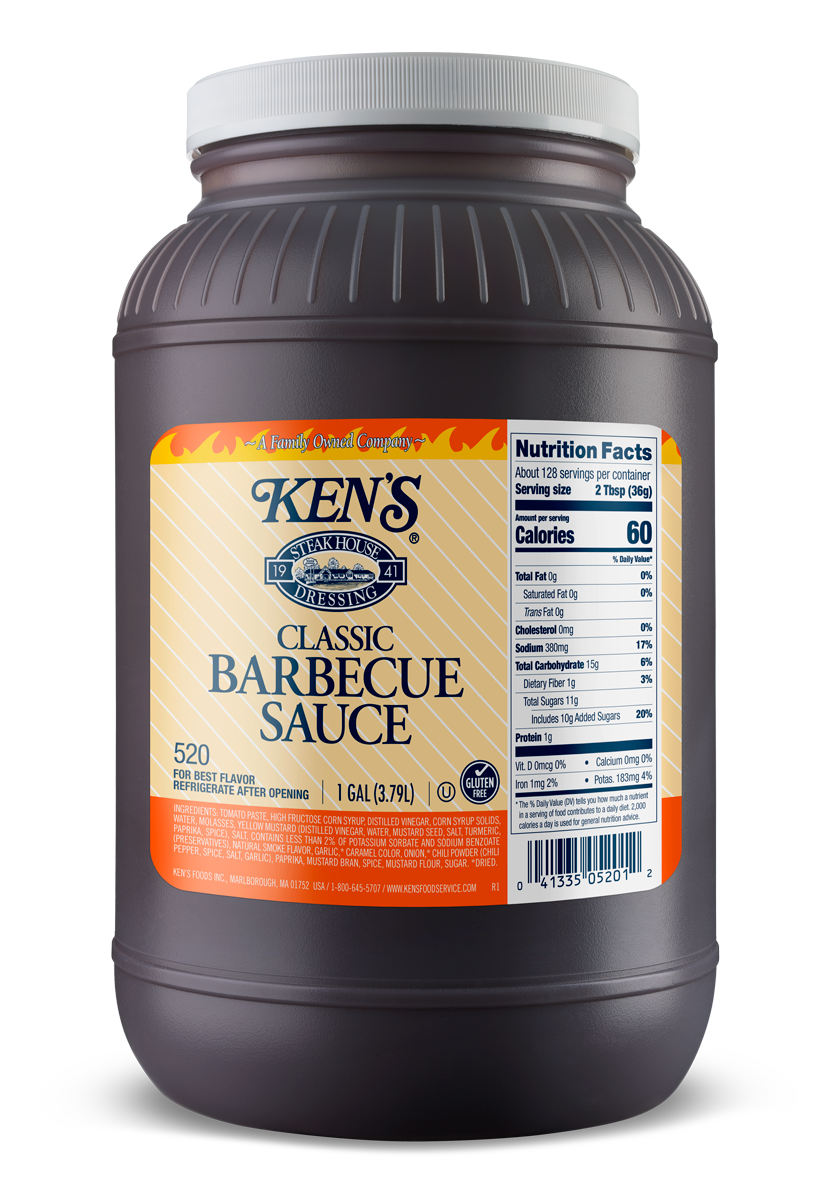 ~A Family Owned Company~
KEN'S®
STEAK HOUSE
19 41
DRESSING
CLASSIC
BARBECUE
SAUCE
520
FOR BEST FLAVOR
REFRIGERATE AFTER OPENING
1 GAL (3.79L)
U
GLUTEN
FREE
INGREDIENTS: TOMATO PASTE, HIGH FRUCTOSE CORN SYRUP, DISTILLED VINEGAR, CORN SYRUP SOLIDS,
WATER, MOLASSES, YELLOW MUSTARD (DISTILLED VINEGAR, WATER, MUSTARD SEED, SALT, TURMERIC,
PAPRIKA, SPICE), SALT, CONTAINS LESS THAN 2% OF POTASSIUM SORBATE AND SODIUM BENZOATE
(PRESERVATIVES), NATURAL SMOKE FLAVOR, GARLIC,* CARAMEL COLOR, ONION,* CHILI POWDER (CHILI
PEPPER, SPICE, SALT, GARLIC), PAPRIKA, MUSTARD BRAN, SPICE, MUSTARD FLOUR, SUGAR. *DRIED.
KEN'S FOODS INC., MARLBOROUGH, MA 01752 USA / 1-800-645-5707 / WWW.KENSFOODSERVICE.COM R1
Nutrition Facts
About 128 servings per container
Serving size 2 Tbsp (36g)
Amount per serving
Calories 60
% Daily Value*
Total Fat 0g 0%
Saturated Fat 0g 0%
Trans Fat 0g
Cholesterol 0mg 0%
Sodium 380mg 17%
Total Carbohydrate 15g 6%
Dietary Fiber 1g 3%
Total Sugars 11g
Includes 10g Added Sugars 20%
Protein 1g
Vit. D 0mcg 0% • Calcium 0mg 0%
Iron 1mg 2% • Potas. 183mg 4%
*The % Daily Value (DV) tells you how much a nutrient
in a serving of food contributes to a daily diet. 2,000
calories a day is used for general nutrition advice.
0 41335 05201 2